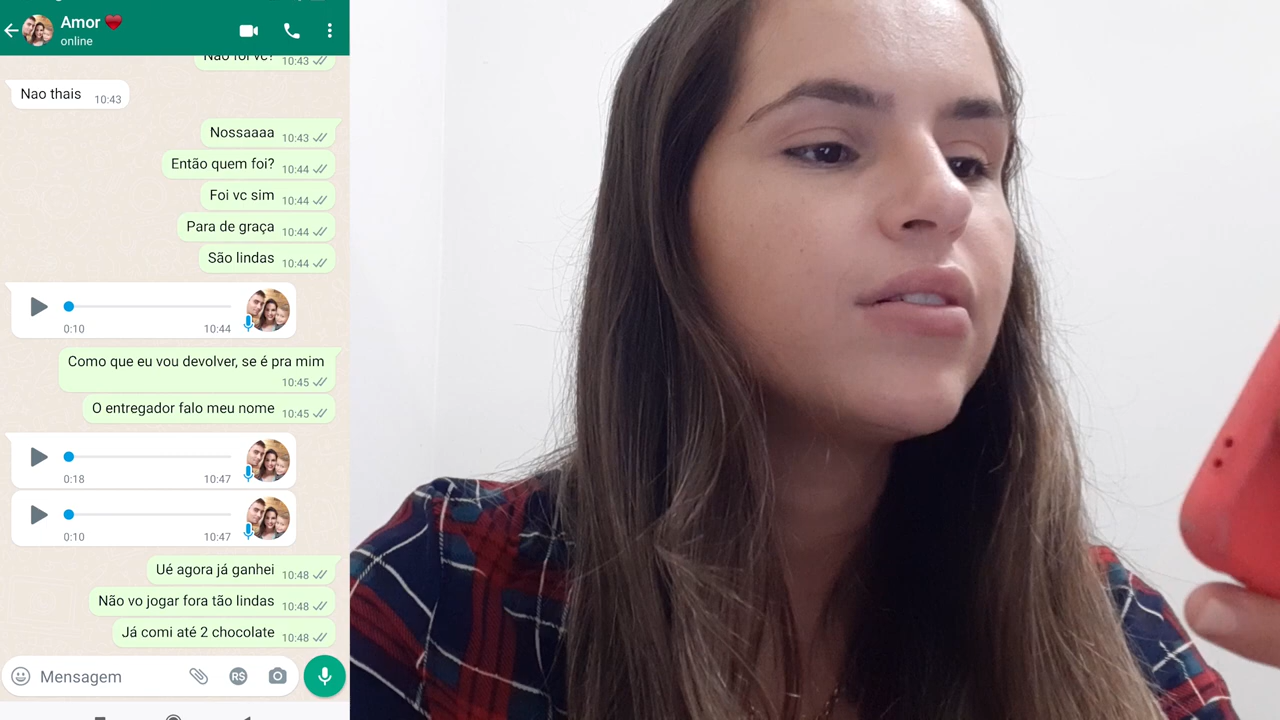 Amor ❤️
online
Não foi vc? 10:43
Nao thais 10:43
Nossaaaa 10:43
Então quem foi? 10:44
Foi vc sim 10:44
Para de graça 10:44
São lindas 10:44
0:10 10:44
Como que eu vou devolver, se é pra mim
10:45
O entregador falo meu nome 10:45
0:18 10:47
0:10 10:47
Ué agora já ganhei 10:48
Não vo jogar fora tão lindas 10:48
Já comi até 2 chocolate 10:48
Mensagem R$